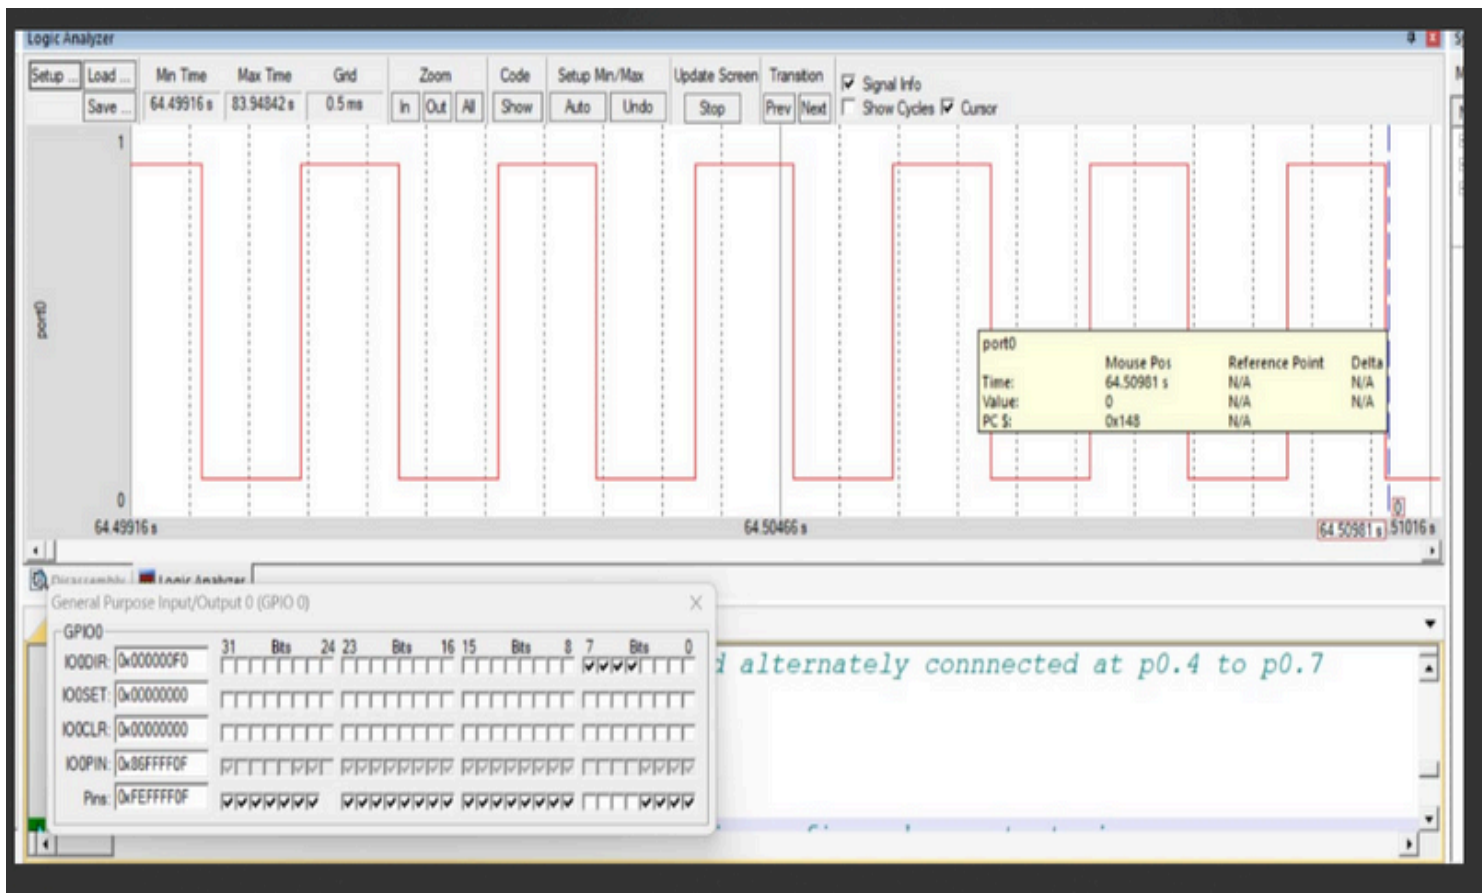 Logic Analyzer
Setup ... Load ... Min Time Max Time Grid Zoom Code Setup Min/Max Update Screen Transition Signal Info
Save ... 64.49916 s 83.94842 s 0.5 ms In Out All Show Auto Undo Stop Prev Next Show Cycles Cursor
1
port0
0
0
64.49916 s 64.50466 s 64.50981 s .51016 s
port0
Mouse Pos Reference Point Delta
Time: 64.50981 s N/A N/A
Value: 0 N/A N/A
PC $: 0x148 N/A
Disassembly Logic Analyzer
General Purpose Input/Output 0 (GPIO 0) X
GPIO0
31 Bits 24 23 Bits 16 15 Bits 8 7 Bits 0
IO0DIR: 0x000000F0
IO0SET: 0x00000000
IO0CLR: 0x00000000
IO0PIN: 0x86FFFF0F
Pins: 0xFEFFFF0F
d alternately connnected at p0.4 to p0.7